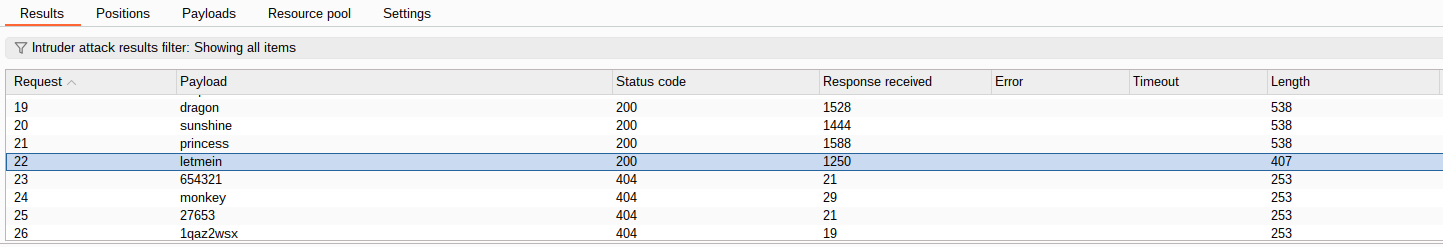 Results Positions Payloads Resource pool Settings
Intruder attack results filter: Showing all items
Request Payload Status code Response received Error Timeout Length
19 dragon 200 1528 538
20 sunshine 200 1444 538
21 princess 200 1588 538
22 letmein 200 1250 407
23 654321 404 21 253
24 monkey 404 29 253
25 27653 404 21 253
26 1qaz2wsx 404 19 253